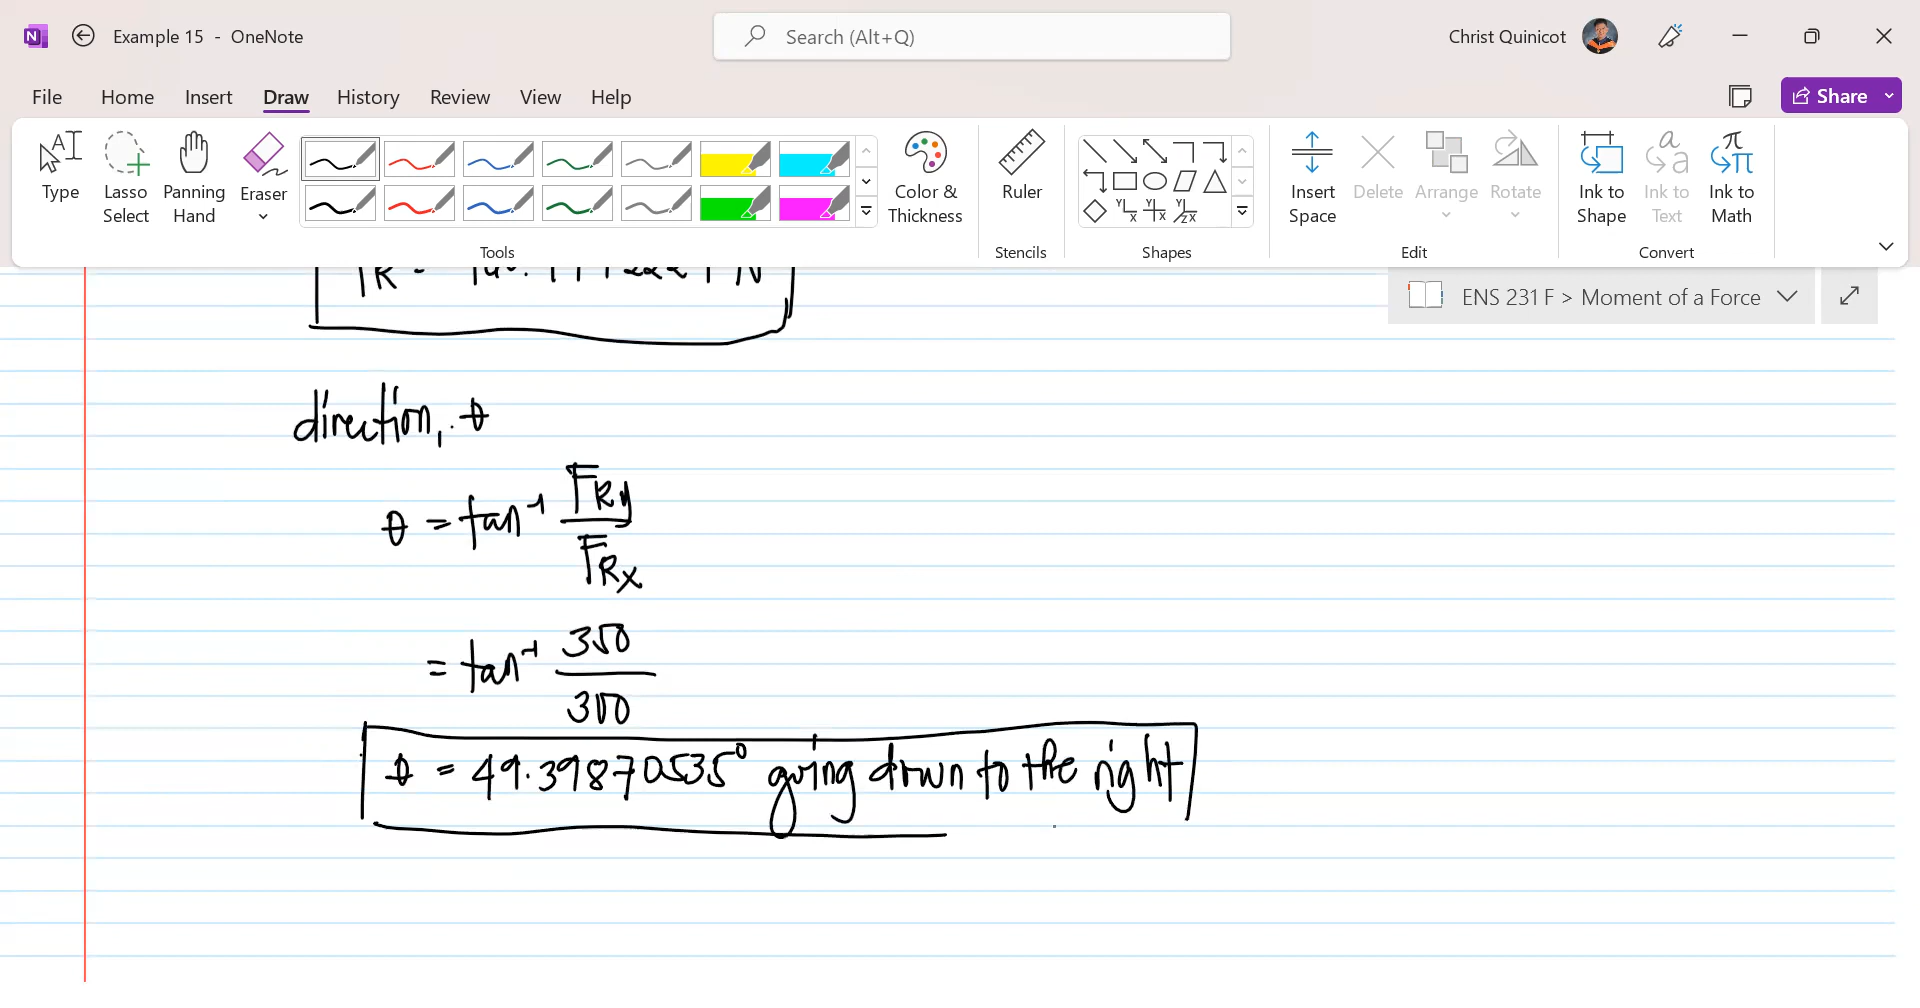 Example 15 - OneNote
Search (Alt+Q)
Christ Quinicot
File Home Insert Draw History Review View Help
Share
Type
Lasso Select
Panning Hand
Eraser
Color & Thickness
Ruler
Insert Space
Delete
Arrange
Rotate
Ink to Shape
Ink to Text
Ink to Math
Tools
Stencils
Shapes
Edit
Convert
ENS 231 F > Moment of a Force
direction, θ
θ = tan⁻¹ FRy / FRx
= tan⁻¹ 350 / 300
θ = 49.39870535° going down to the right